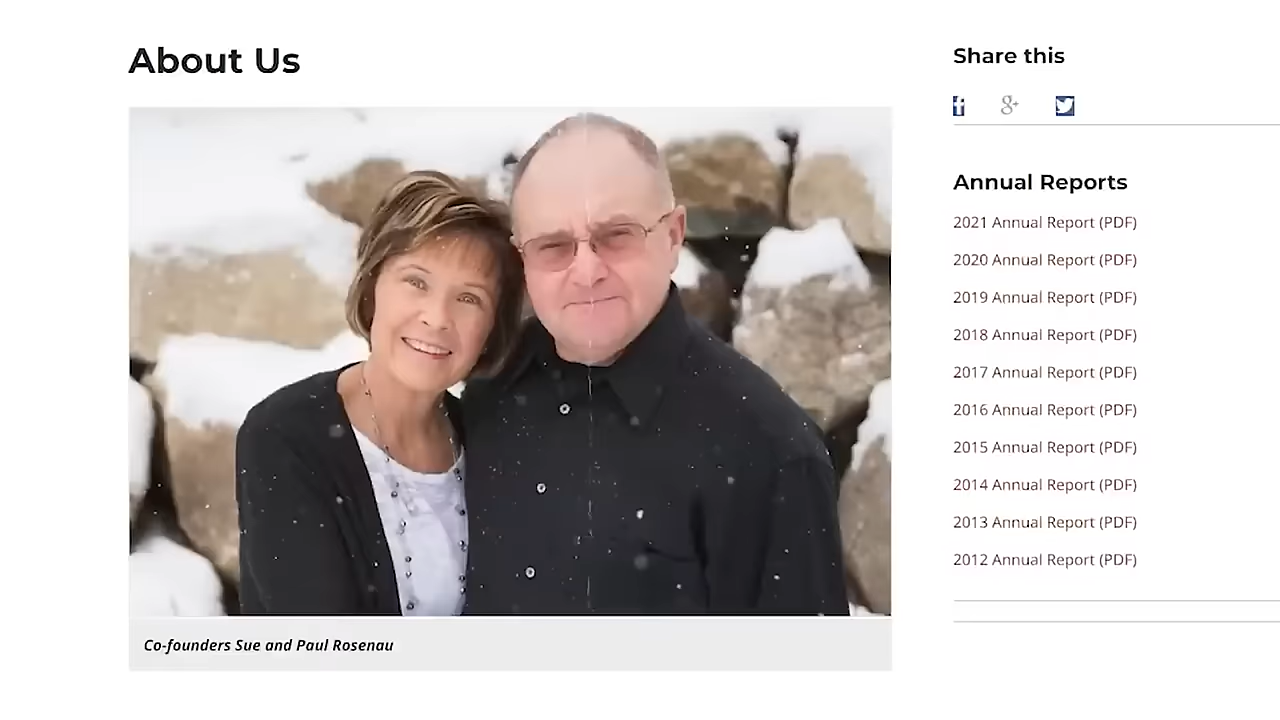 About Us
Co-founders Sue and Paul Rosenau
Share this
Annual Reports
2021 Annual Report (PDF)
2020 Annual Report (PDF)
2019 Annual Report (PDF)
2018 Annual Report (PDF)
2017 Annual Report (PDF)
2016 Annual Report (PDF)
2015 Annual Report (PDF)
2014 Annual Report (PDF)
2013 Annual Report (PDF)
2012 Annual Report (PDF)